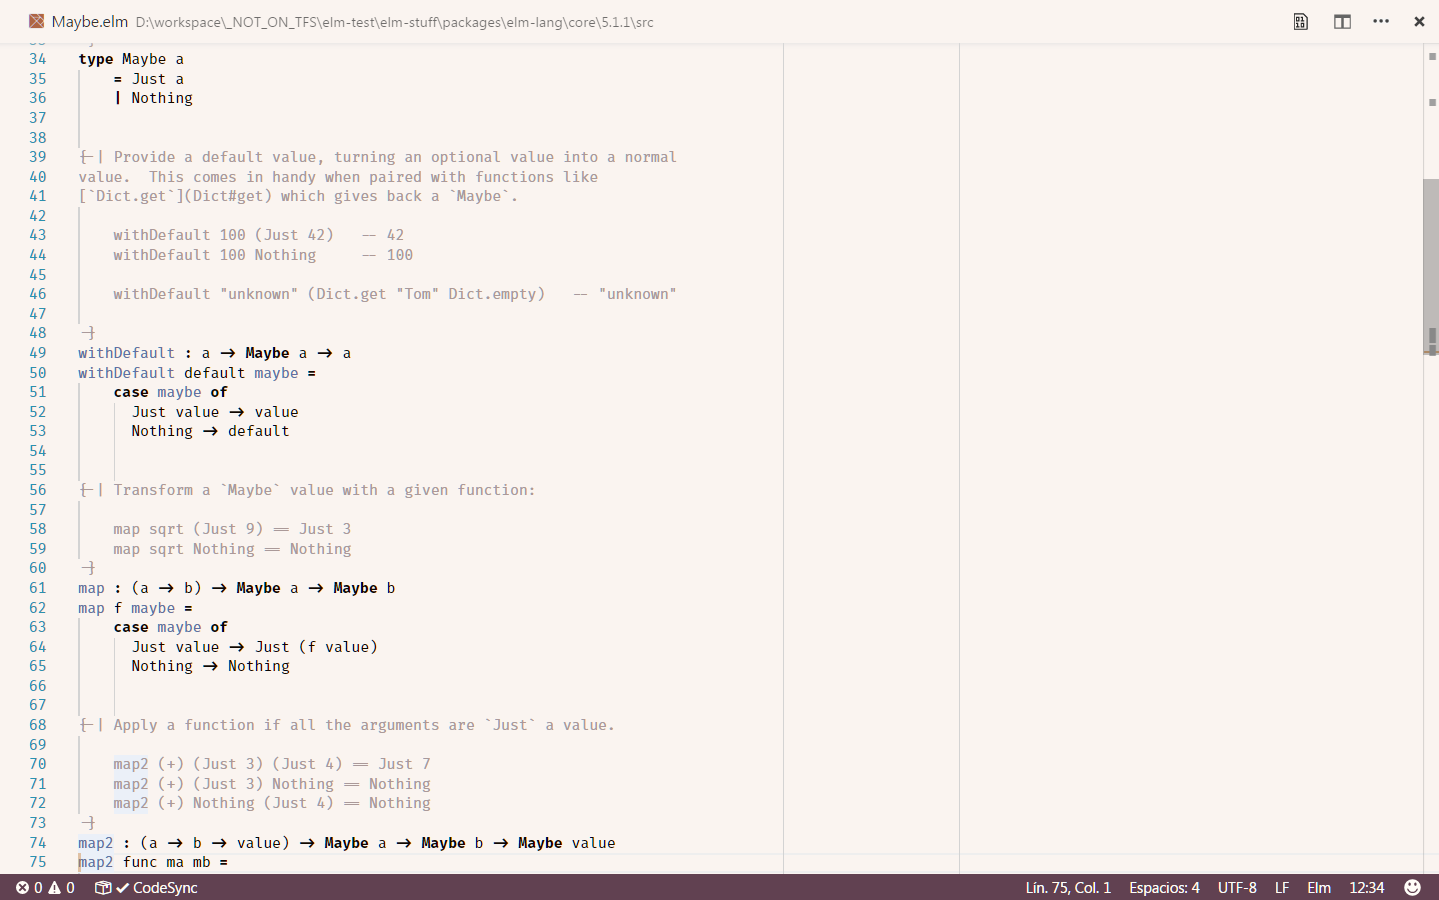 Maybe.elm D:\workspace\_NOT_ON_TFS\elm-test\elm-stuff\packages\elm-lang\core\5.1.1\src
34 type Maybe a
35     = Just a
36     | Nothing
37
38
39 {-| Provide a default value, turning an optional value into a normal
40 value.  This comes in handy when paired with functions like
41 [`Dict.get`](Dict#get) which gives back a `Maybe`.
42
43     withDefault 100 (Just 42)   -- 42
44     withDefault 100 Nothing     -- 100
45
46     withDefault "unknown" (Dict.get "Tom" Dict.empty)   -- "unknown"
47
48 -}
49 withDefault : a -> Maybe a -> a
50 withDefault default maybe =
51     case maybe of
52       Just value -> value
53       Nothing -> default
54
55
56 {-| Transform a `Maybe` value with a given function:
57
58     map sqrt (Just 9) == Just 3
59     map sqrt Nothing == Nothing
60 -}
61 map : (a -> b) -> Maybe a -> Maybe b
62 map f maybe =
63     case maybe of
64       Just value -> Just (f value)
65       Nothing -> Nothing
66
67
68 {-| Apply a function if all the arguments are `Just` a value.
69
70     map2 (+) (Just 3) (Just 4) == Just 7
71     map2 (+) (Just 3) Nothing == Nothing
72     map2 (+) Nothing (Just 4) == Nothing
73 -}
74 map2 : (a -> b -> value) -> Maybe a -> Maybe b -> Maybe value
75 map2 func ma mb =
0 0 CodeSync Lín. 75, Col. 1 Espacios: 4 UTF-8 LF Elm 12:34